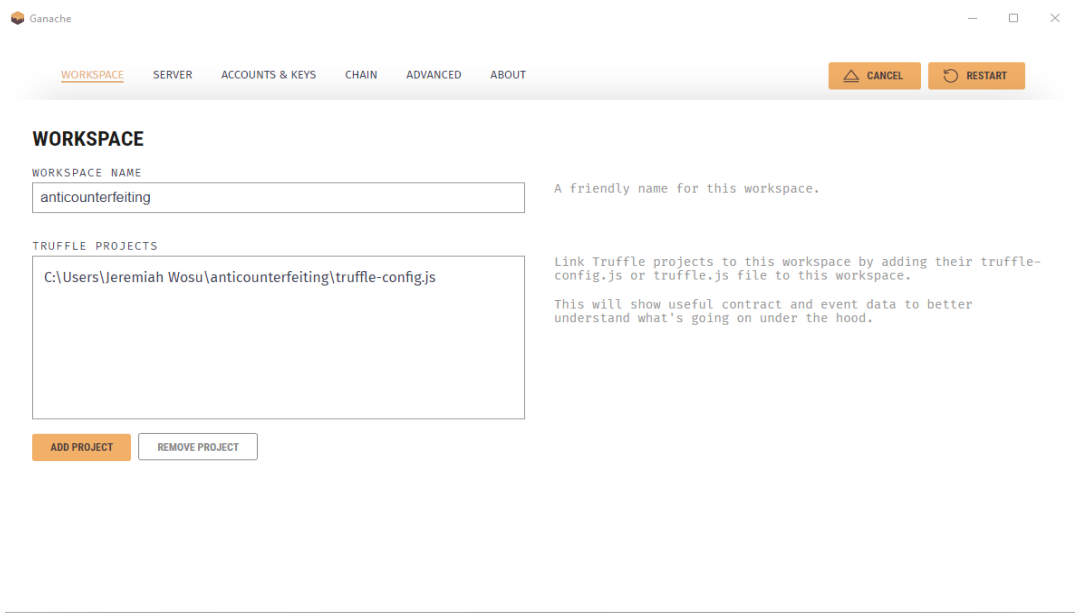 Ganache
WORKSPACE SERVER ACCOUNTS & KEYS CHAIN ADVANCED ABOUT CANCEL RESTART
WORKSPACE
WORKSPACE NAME
anticounterfeiting
A friendly name for this workspace.
TRUFFLE PROJECTS
C:\Users\Jeremiah Wosu\anticounterfeiting\truffle-config.js
Link Truffle projects to this workspace by adding their truffle-
config.js or truffle.js file to this workspace.
This will show useful contract and event data to better
understand what's going on under the hood.
ADD PROJECT REMOVE PROJECT